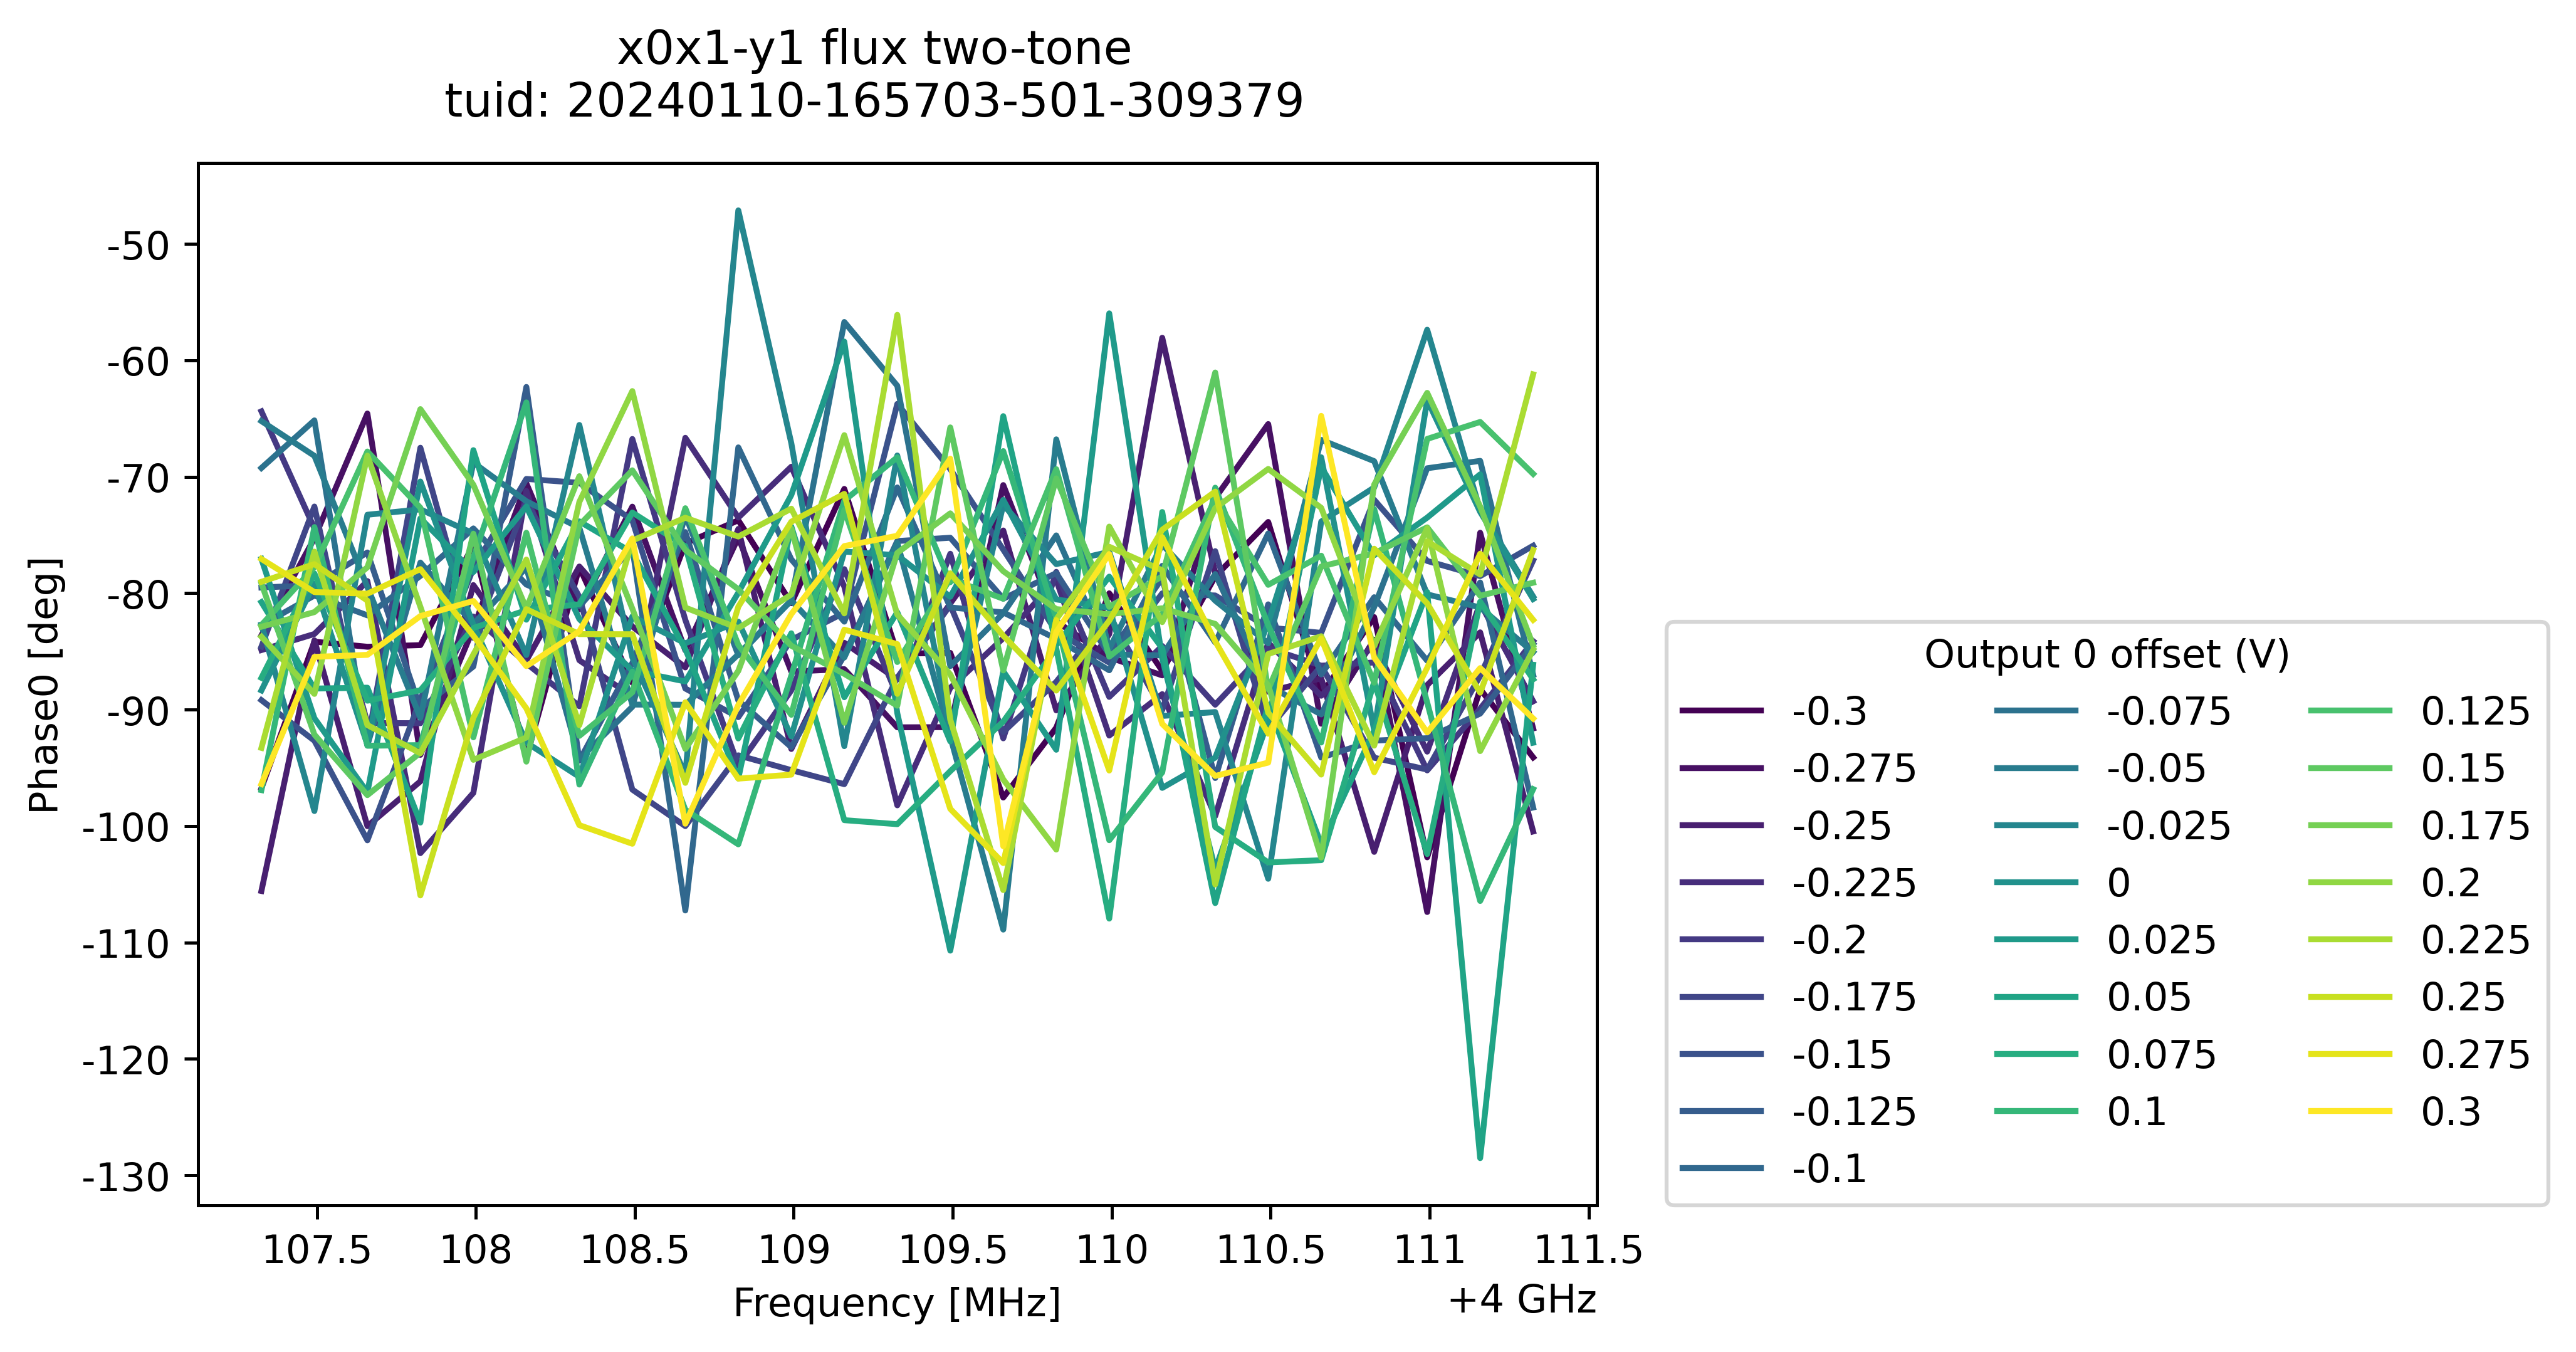 x0x1-y1 flux two-tone
tuid: 20240110-165703-501-309379
Phase0 [deg]
-50
-60
-70
-80
-90
-100
-110
-120
-130
107.5 108 108.5 109 109.5 110 110.5 111 111.5
Frequency [MHz]
+4 GHz
Output 0 offset (V)
-0.3 -0.075 0.125
-0.275 -0.05 0.15
-0.25 -0.025 0.175
-0.225 0 0.2
-0.2 0.025 0.225
-0.175 0.05 0.25
-0.15 0.075 0.275
-0.125 0.1 0.3
-0.1